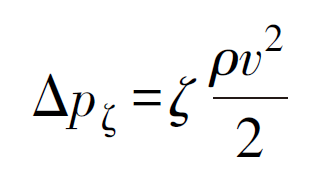 Δp_ζ = ζ ρv²/2